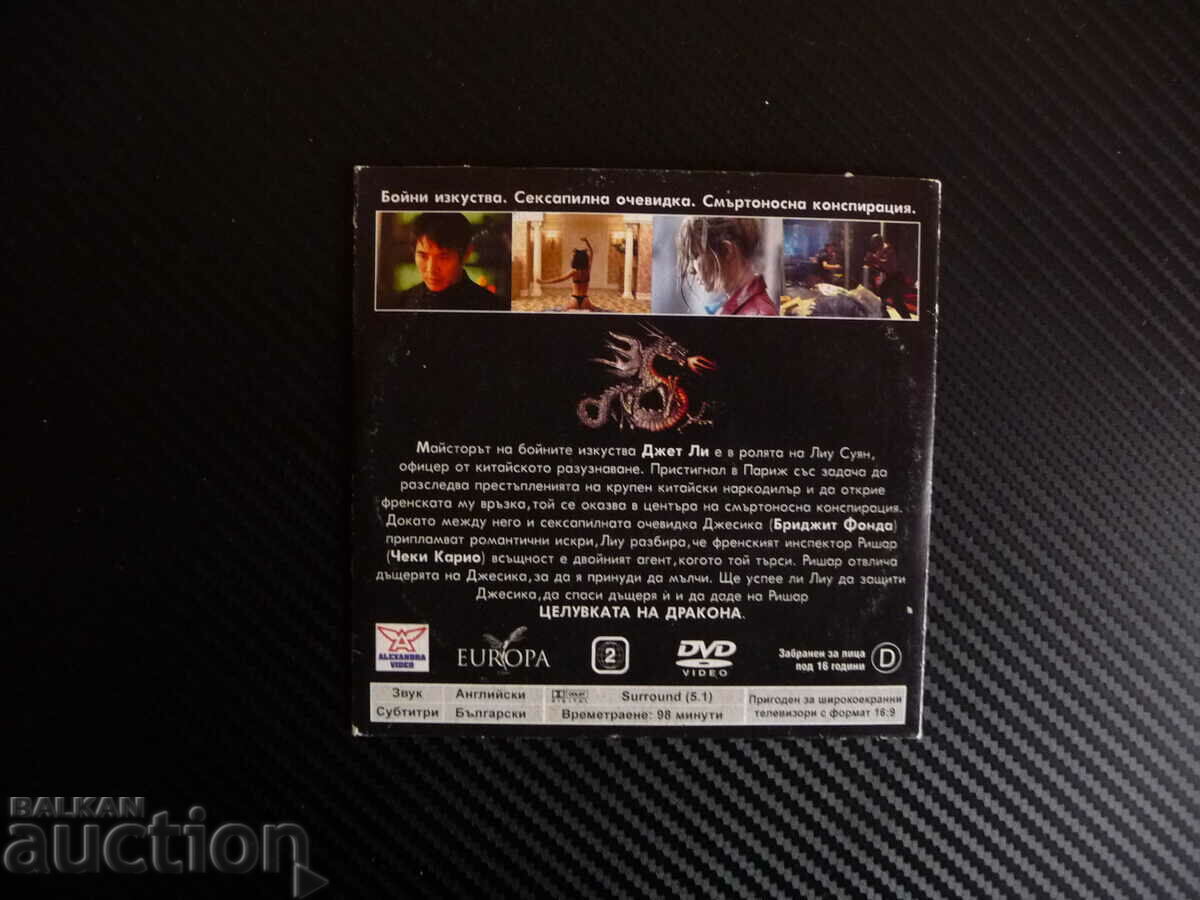 Бойни изкуства. Сексапилна очевидка. Смъртоносна конспирация.
Майсторът на бойните изкуства Джет Ли е в ролята на Лиу Суян,
офицер от китайското разузнаване. Пристигнал в Париж със задача да
разследва престъпленията на крупен китайски наркодилър и да открие
френската му връзка,той се оказва в центъра на смъртоносна конспирация.
Докато между него и сексапилната очевидка Джесика (Бриджит Фонда)
припламват романтични искри,Лиу разбира,че френският инспектор Ришар
(Чеки Карио) всъщност е двойният агент,когото той търси. Ришар отвлича
дъщерята на Джесика,за да я принуди да мълчи. Ще успее ли Лиу да защити
Джесика,да спаси дъщеря ѝ и да даде на Ришар
ЦЕЛУВКАТА НА ДРАКОНА.
ALEXANDRA VIDEO
EUROPA
2
DVD VIDEO
Забранен за лица
под 16 години
D
Звук Английски
Субтитри Български
DOLBY DIGITAL Surround (5.1)
Времетраене: 98 минути
Пригоден за широкоекранни
телевизори с формат 16:9
BALKAN
auction